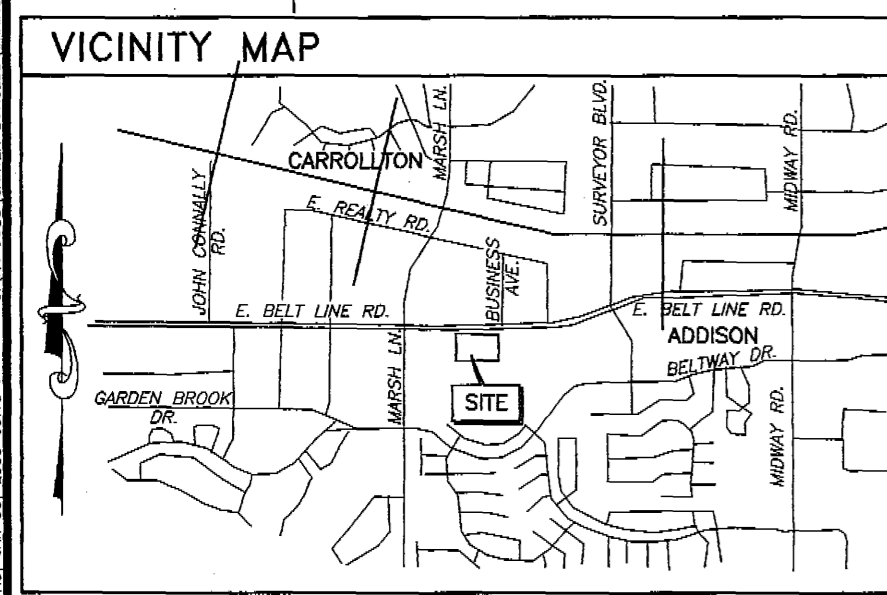 VICINITY MAP
MARSH LN.
SURVEYOR BLVD.
MIDWAY RD.
CARROLLTON
JOHN CONNALLY
RD.
E. REALTY RD.
BUSINESS
AVE.
E. BELT LINE RD.
E. BELT LINE RD.
ADDISON
BELTWAY DR.
MARSH LN.
GARDEN BROOK
DR.
SITE
MIDWAY RD.